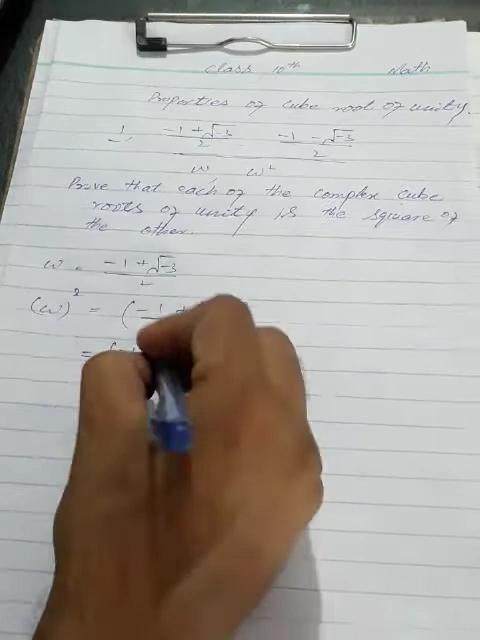 Class 10th Math
Properties of cube root of unity.
1, (-1 + √-3)/2 (-1 - √-3)/2
ω ω²
Prove that each of the complex cube
roots of unity is the square of
the other.
ω = (-1 + √-3)/2
(ω)² = (-1 +
= (-1